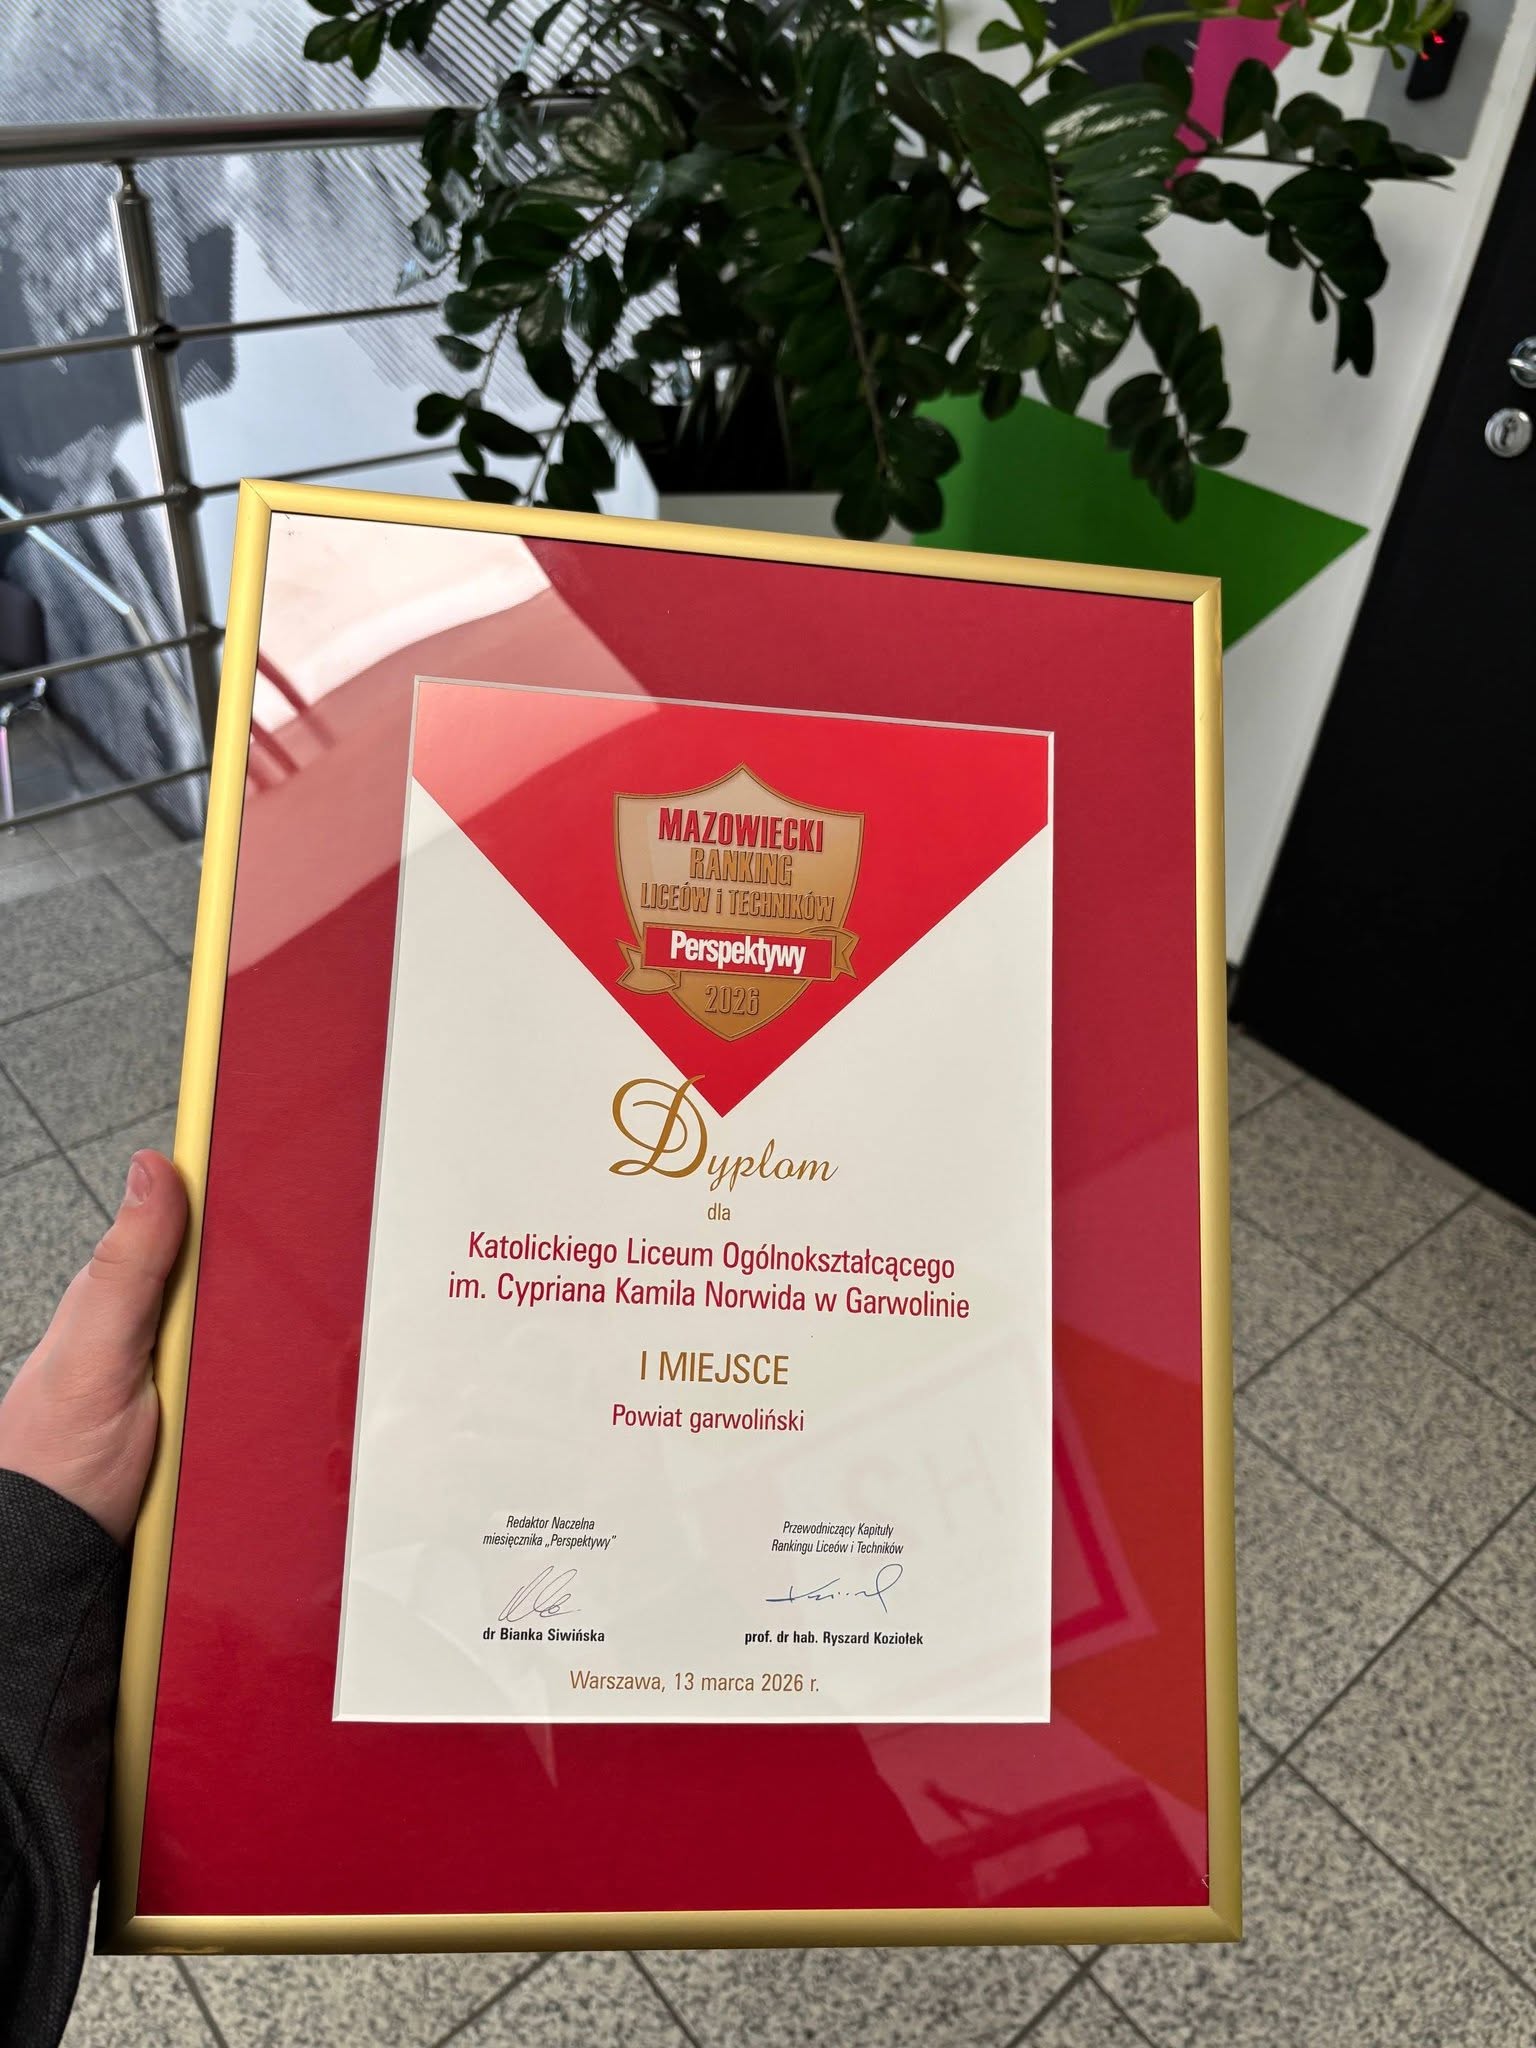 MAZOWIECKI
RANKING
LICEÓW i TECHNIKÓW
Perspektywy
2026
Dyplom
dla
Katolickiego Liceum Ogólnokształcącego
im. Cypriana Kamila Norwida w Garwolinie
I MIEJSCE
Powiat garwoliński
Redaktor Naczelna
miesięcznika „Perspektywy”
dr Bianka Siwińska
Przewodniczący Kapituły
Rankingu Liceów i Techników
prof. dr hab. Ryszard Koziołek
Warszawa, 13 marca 2026 r.